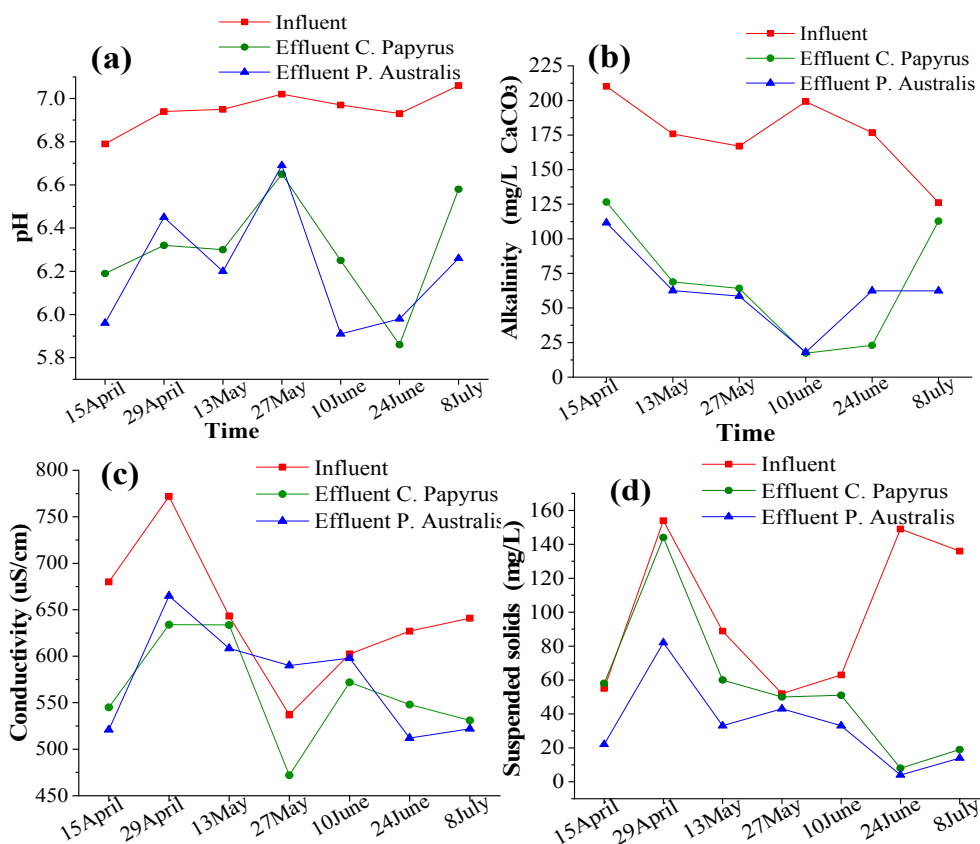 (a)
Influent
Effluent C. Papyrus
Effluent P. Australis
pH
7.0
6.8
6.6
6.4
6.2
6.0
5.8
15April
29April
13May
27May
10June
24June
8July
Time
(b)
Influent
Effluent C. Papyrus
Effluent P. Australis
Alkalinity (mg/L CaCO3)
225
200
175
150
125
100
75
50
25
0
15April
13May
27May
10June
24June
8July
Time
(c)
Influent
Effluent C. Papyrus
Effluent P. Australis
Conductivity (uS/cm)
800
750
700
650
600
550
500
450
15April
29April
13May
27May
10June
24June
8July
(d)
Influent
Effluent C. Papyrus
Effluent P. Australis
Suspended solids (mg/L)
160
140
120
100
80
60
40
20
0
15April
29April
13May
27May
10June
24June
8July